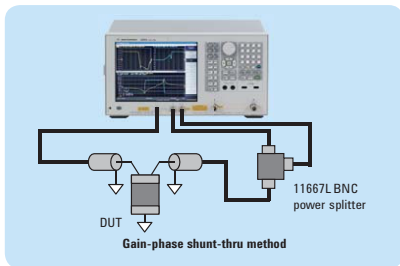 11667L BNC
power splitter
DUT
Gain-phase shunt-thru method